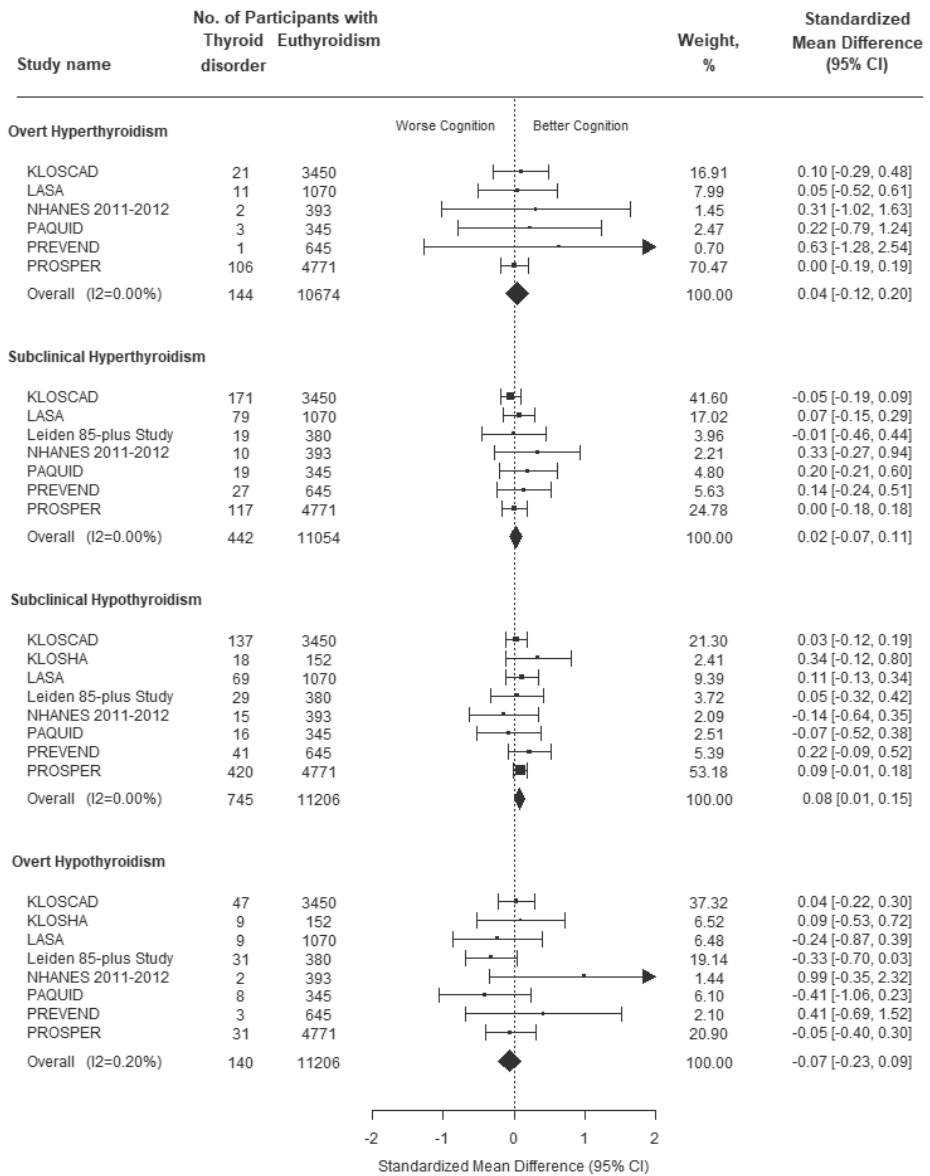 No. of Participants with Standardized
Thyroid Euthyroidism Weight, Mean Difference
Study name disorder % (95% CI)
Worse Cognition Better Cognition
Overt Hyperthyroidism
KLOSCAD 21 3450 16.91 0.10 [-0.29, 0.48]
LASA 11 1070 7.99 0.05 [-0.52, 0.61]
NHANES 2011-2012 2 393 1.45 0.31 [-1.02, 1.63]
PAQUID 3 345 2.47 0.22 [-0.79, 1.24]
PREVEND 1 645 0.70 0.63 [-1.28, 2.54]
PROSPER 106 4771 70.47 0.00 [-0.19, 0.19]
Overall (I2=0.00%) 144 10674 100.00 0.04 [-0.12, 0.20]
Subclinical Hyperthyroidism
KLOSCAD 171 3450 41.60 -0.05 [-0.19, 0.09]
LASA 79 1070 17.02 0.07 [-0.15, 0.29]
Leiden 85-plus Study 19 380 3.96 -0.01 [-0.46, 0.44]
NHANES 2011-2012 10 393 2.21 0.33 [-0.27, 0.94]
PAQUID 19 345 4.80 0.20 [-0.21, 0.60]
PREVEND 27 645 5.63 0.14 [-0.24, 0.51]
PROSPER 117 4771 24.78 0.00 [-0.18, 0.18]
Overall (I2=0.00%) 442 11054 100.00 0.02 [-0.07, 0.11]
Subclinical Hypothyroidism
KLOSCAD 137 3450 21.30 0.03 [-0.12, 0.19]
KLOSHA 18 152 2.41 0.34 [-0.12, 0.80]
LASA 69 1070 9.39 0.11 [-0.13, 0.34]
Leiden 85-plus Study 29 380 3.72 0.05 [-0.32, 0.42]
NHANES 2011-2012 15 393 2.09 -0.14 [-0.64, 0.35]
PAQUID 16 345 2.51 -0.07 [-0.52, 0.38]
PREVEND 41 645 5.39 0.22 [-0.09, 0.52]
PROSPER 420 4771 53.18 0.09 [-0.01, 0.18]
Overall (I2=0.00%) 745 11206 100.00 0.08 [0.01, 0.15]
Overt Hypothyroidism
KLOSCAD 47 3450 37.32 0.04 [-0.22, 0.30]
KLOSHA 9 152 6.52 0.09 [-0.53, 0.72]
LASA 9 1070 6.48 -0.24 [-0.87, 0.39]
Leiden 85-plus Study 31 380 19.14 -0.33 [-0.70, 0.03]
NHANES 2011-2012 2 393 1.44 0.99 [-0.35, 2.32]
PAQUID 8 345 6.10 -0.41 [-1.06, 0.23]
PREVEND 3 645 2.10 0.41 [-0.69, 1.52]
PROSPER 31 4771 20.90 -0.05 [-0.40, 0.30]
Overall (I2=0.20%) 140 11206 100.00 -0.07 [-0.23, 0.09]
-2 -1 0 1 2
Standardized Mean Difference (95% CI)